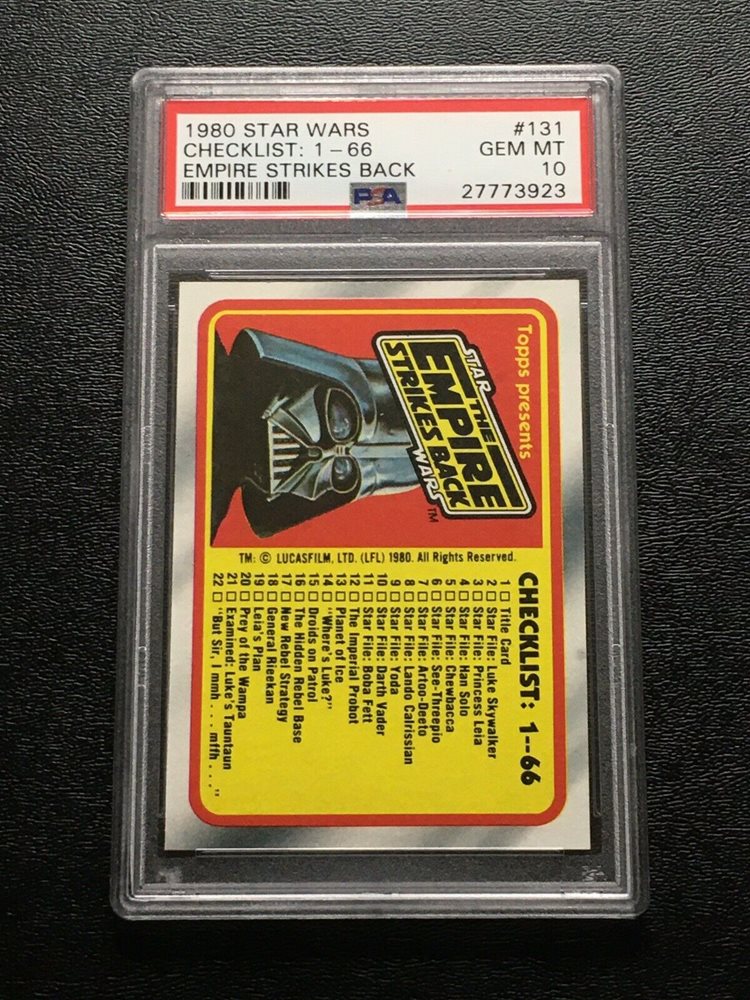 1980 STAR WARS #131
CHECKLIST: 1 - 66 GEM MT
EMPIRE STRIKES BACK 10
PSA 27773923
Topps presents
STAR
THE
EMPIRE
STRIKES BACK
WARS™
TM: © LUCASFILM, LTD. (LFL) 1980. All Rights Reserved.
CHECKLIST: 1--66
1 □ Title Card
2 □ Star File: Luke Skywalker
3 □ Star File: Princess Leia
4 □ Star File: Han Solo
5 □ Star File: Chewbacca
6 □ Star File: See-Threepio
7 □ Star File: Artoo-Deeto
8 □ Star File: Lando Calrissian
9 □ Star File: Yoda
10 □ Star File: Darth Vader
11 □ Star File: Boba Fett
12 □ The Imperial Probot
13 □ Planet of Ice
14 □ "Where's Luke?"
15 □ Droids on Patrol
16 □ The Hidden Rebel Base
17 □ New Rebel Strategy
18 □ General Rieekan
19 □ Leia's Plan
20 □ Prey of the Wampa
21 □ Examined: Luke's Tauntaun
22 □ "But Sir, I mmh . . . mffh . . ."